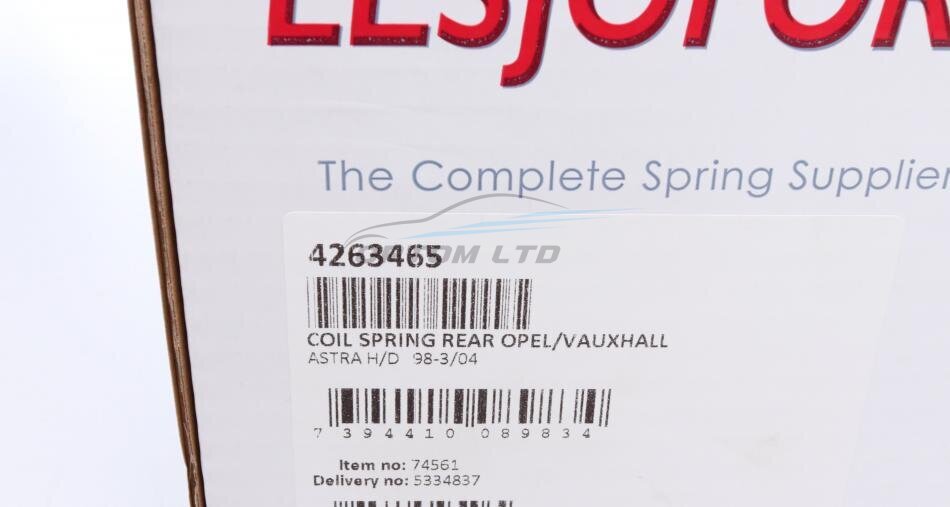 LESJÖFOR
The Complete Spring Supplier
4263465
COIL SPRING REAR OPEL/VAUXHALL
ASTRA H/D 98-3/04
7 394410 089834
Item no: 74561
Delivery no: 5334837